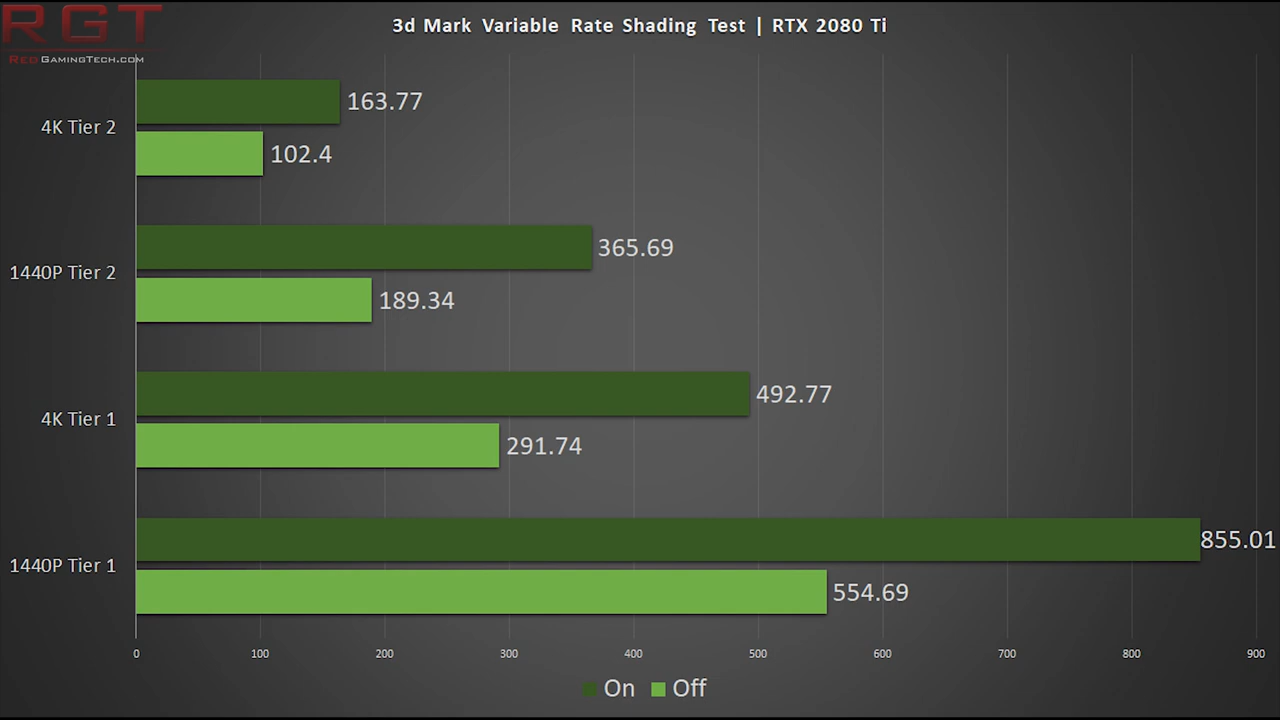 RGT
REDGAMINGTECH.COM
3d Mark Variable Rate Shading Test | RTX 2080 Ti
4K Tier 2
163.77
102.4
1440P Tier 2
365.69
189.34
4K Tier 1
492.77
291.74
1440P Tier 1
855.01
554.69
0 100 200 300 400 500 600 700 800 900
On Off